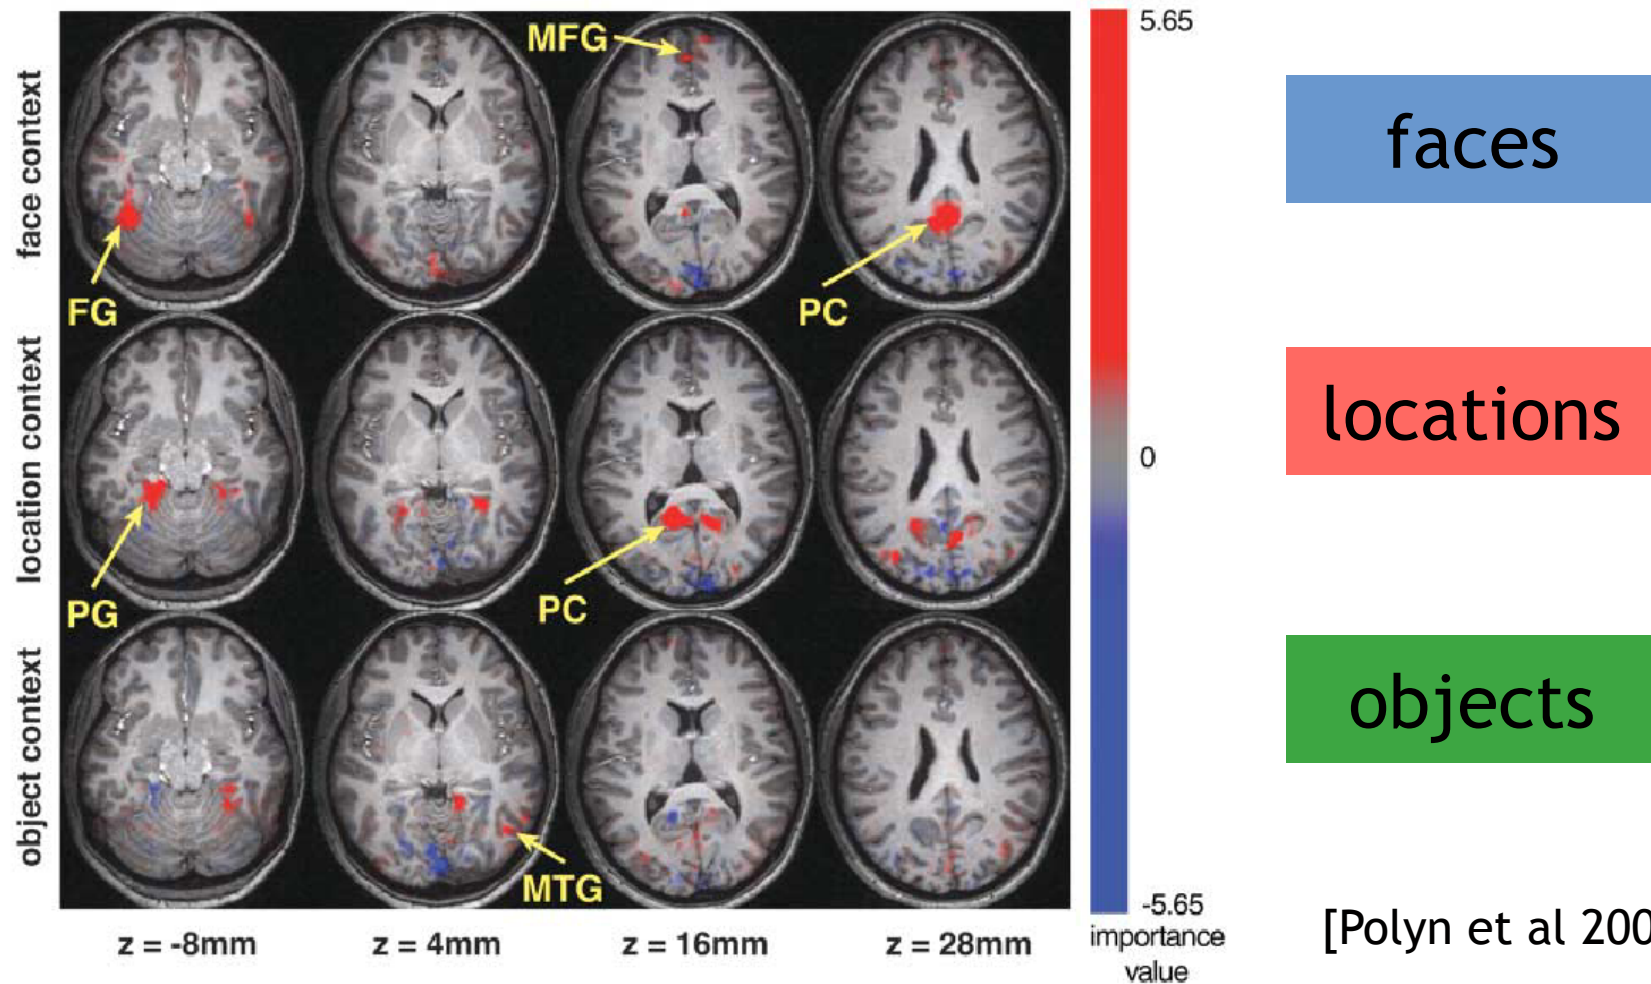 MFG
5.65
face context
faces
FG
PC
location context
0
locations
PG
PC
object context
objects
MTG
-5.65
z = -8mm
z = 4mm
z = 16mm
z = 28mm
importance
value
[Polyn et al 200